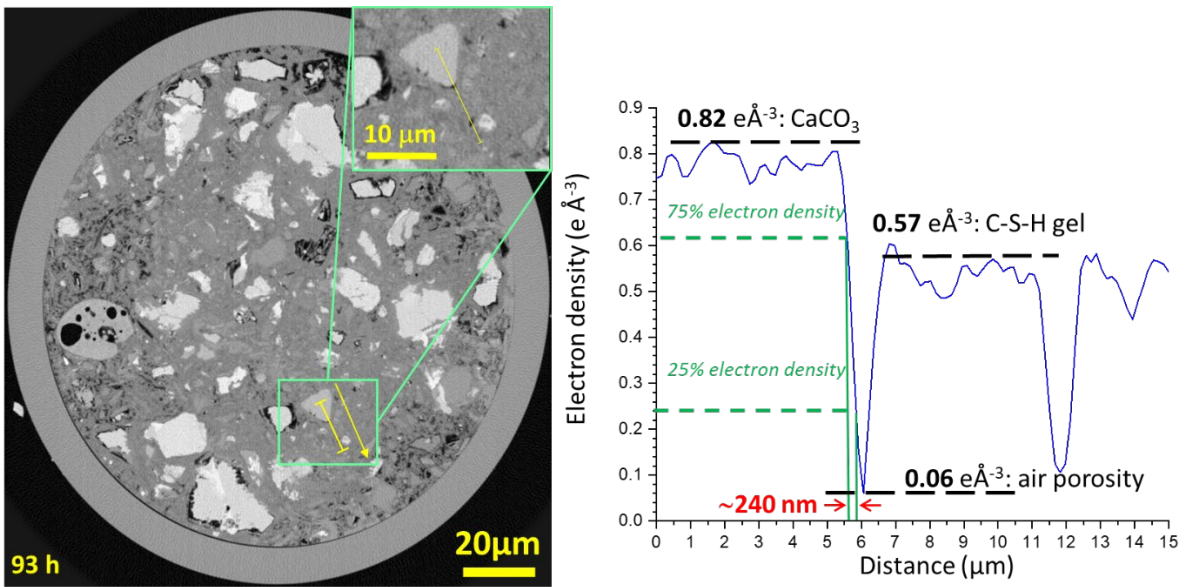 10 μm
93 h
20μm
Electron density (e Å⁻³)
0.9
0.8
0.7
0.6
0.5
0.4
0.3
0.2
0.1
0.0
0.82 eÅ⁻³: CaCO₃
75% electron density
0.57 eÅ⁻³: C-S-H gel
25% electron density
0.06 eÅ⁻³: air porosity
~240 nm
0 1 2 3 4 5 6 7 8 9 10 11 12 13 14 15
Distance (μm)